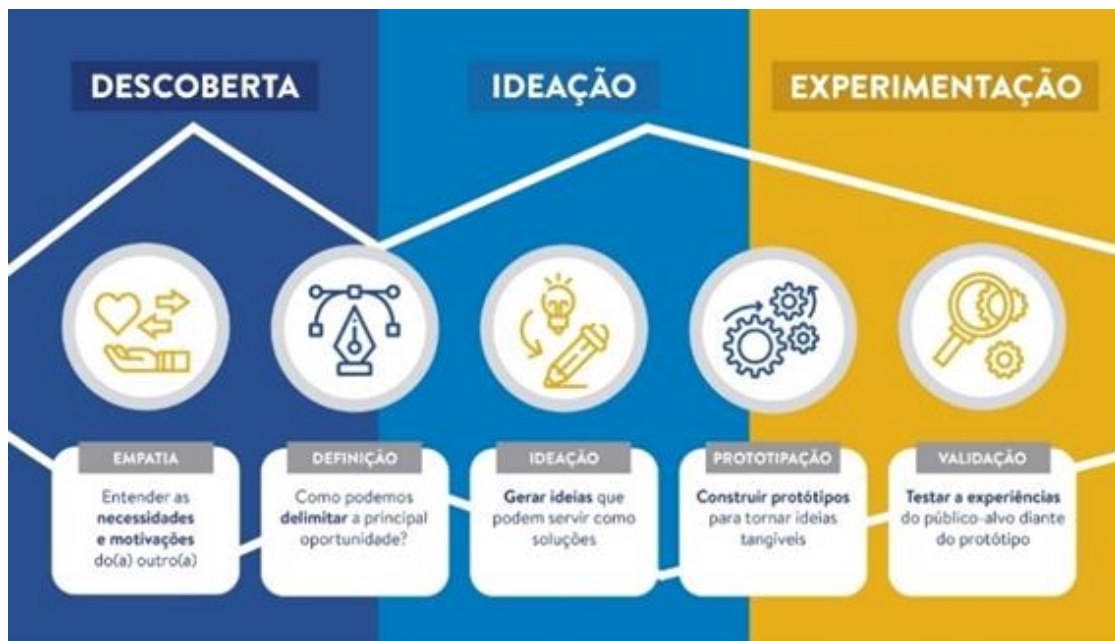 DESCOBERTA
IDEAÇÃO
EXPERIMENTAÇÃO
EMPATIA
Entender as
necessidades
e motivações
do(a) outro(a)
DEFINIÇÃO
Como podemos
delimitar a principal
oportunidade?
IDEAÇÃO
Gerar ideias que
podem servir como
soluções
PROTOTIPAÇÃO
Construir protótipos
para tornar ideias
tangíveis
VALIDAÇÃO
Testar a experiências
do público-alvo diante
do protótipo